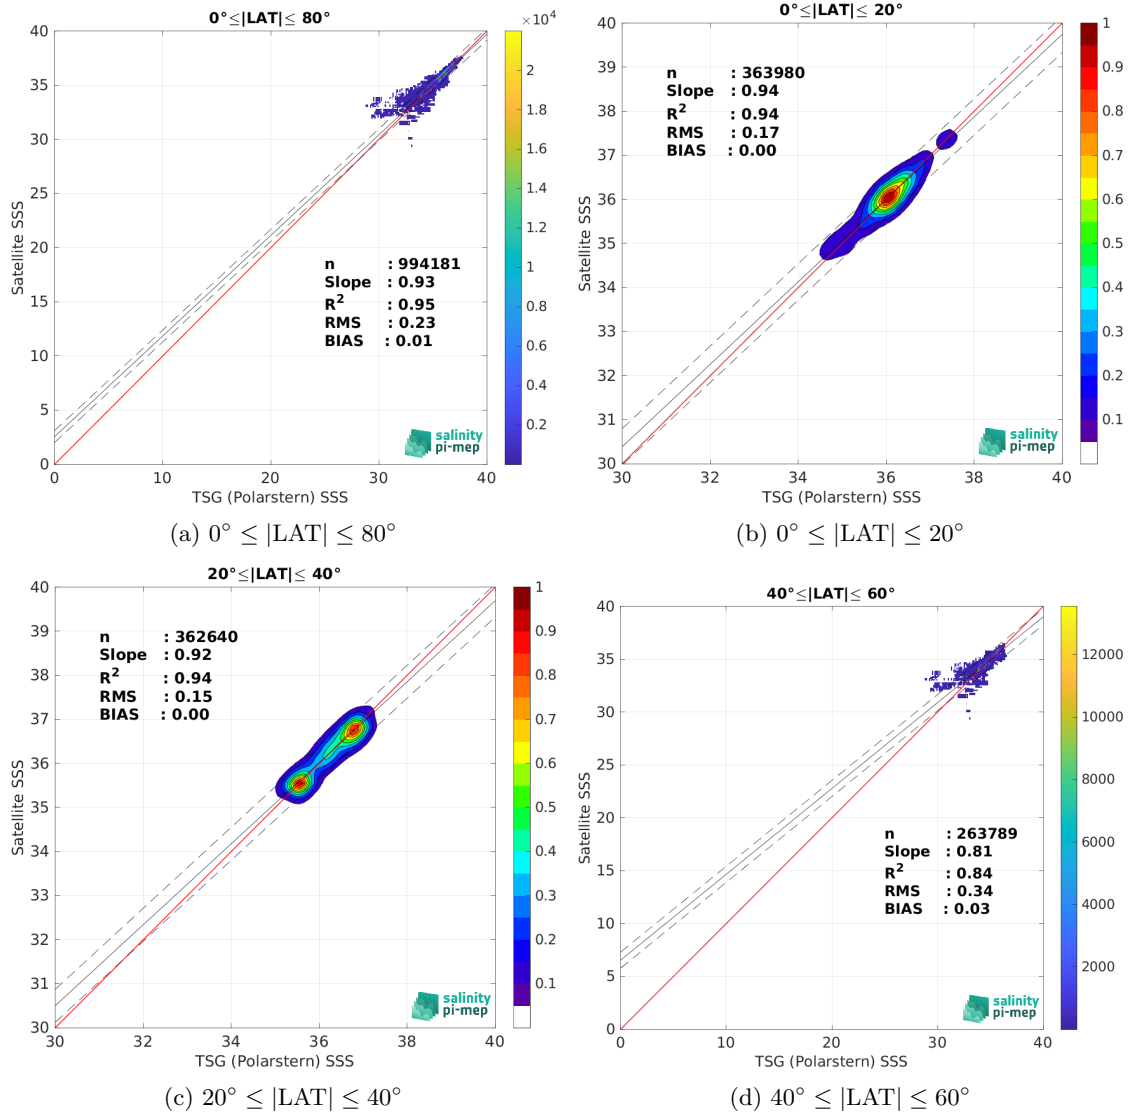 0°≤|LAT|≤ 80°
×10⁴
40
35
30
25
20
15
10
5
0
Satellite SSS
n : 994181
Slope : 0.93
R² : 0.95
RMS : 0.23
BIAS : 0.01
salinity
pi-mep
0 10 20 30 40
TSG (Polarstern) SSS
2
1.8
1.6
1.4
1.2
1
0.8
0.6
0.4
0.2
(a) 0° ≤ |LAT| ≤ 80°
0°≤|LAT|≤ 20°
40
39
38
37
36
35
34
33
32
31
30
Satellite SSS
n : 363980
Slope : 0.94
R² : 0.94
RMS : 0.17
BIAS : 0.00
salinity
pi-mep
30 32 34 36 38 40
TSG (Polarstern) SSS
1
0.9
0.8
0.7
0.6
0.5
0.4
0.3
0.2
0.1
(b) 0° ≤ |LAT| ≤ 20°
20°≤|LAT|≤ 40°
40
39
38
37
36
35
34
33
32
31
30
Satellite SSS
n : 362640
Slope : 0.92
R² : 0.94
RMS : 0.15
BIAS : 0.00
salinity
pi-mep
30 32 34 36 38 40
TSG (Polarstern) SSS
1
0.9
0.8
0.7
0.6
0.5
0.4
0.3
0.2
0.1
(c) 20° ≤ |LAT| ≤ 40°
40°≤|LAT|≤ 60°
40
35
30
25
20
15
10
5
0
Satellite SSS
n : 263789
Slope : 0.81
R² : 0.84
RMS : 0.34
BIAS : 0.03
salinity
pi-mep
0 10 20 30 40
TSG (Polarstern) SSS
12000
10000
8000
6000
4000
2000
(d) 40° ≤ |LAT| ≤ 60°